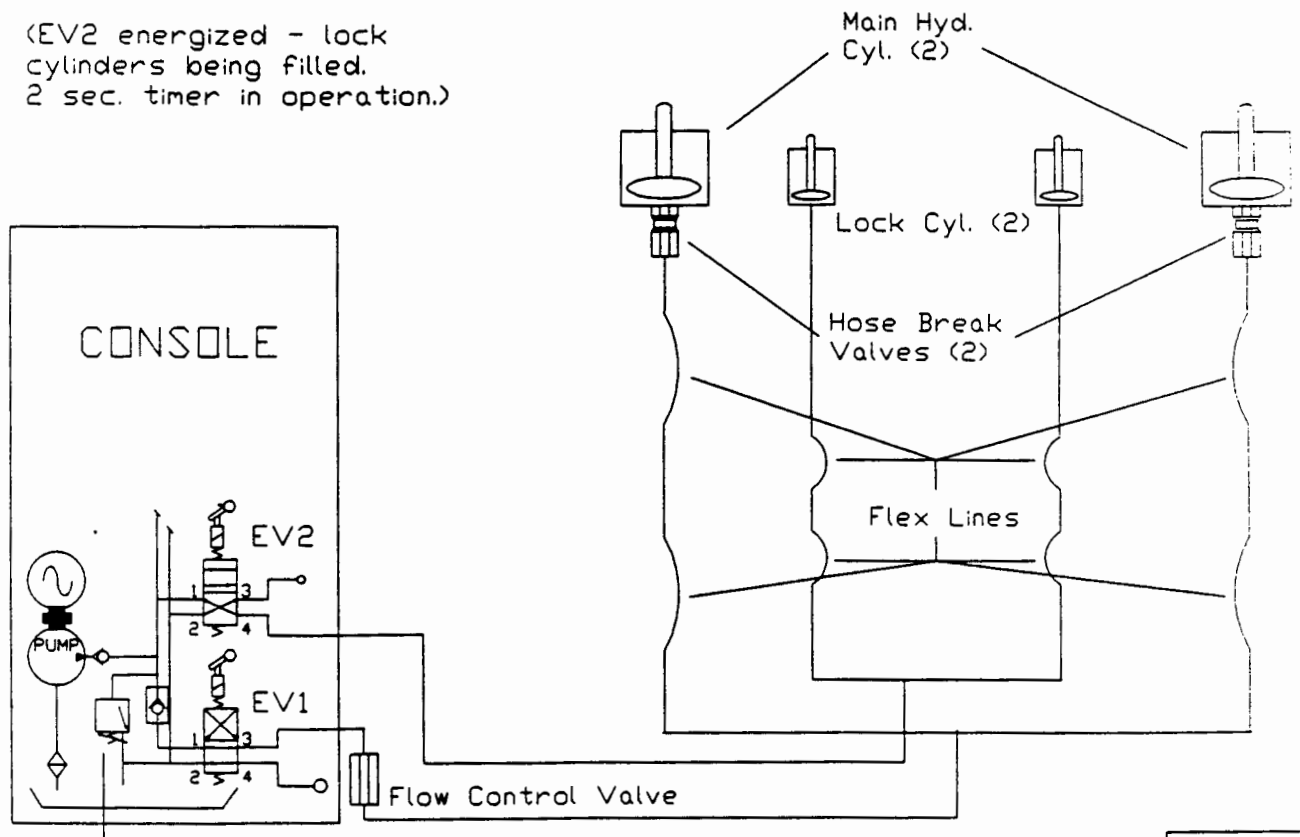 (EV2 energized - lock
cylinders being filled.
2 sec. timer in operation.)
Main Hyd.
Cyl. (2)
Lock Cyl. (2)
CONSOLE
Hose Break
Valves (2)
Flex Lines
EV2
1 3
2 4
PUMP
EV1
1 3
2 4
Flow Control Valve